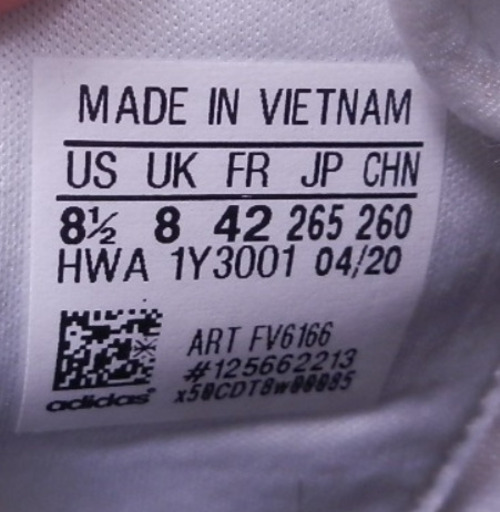 MADE IN VIETNAM
US UK FR JP CHN
8½ 8 42 265 260
HWA 1Y3001 04/20
ART FV6166
#125662213
x50CDT8w00085
adidas